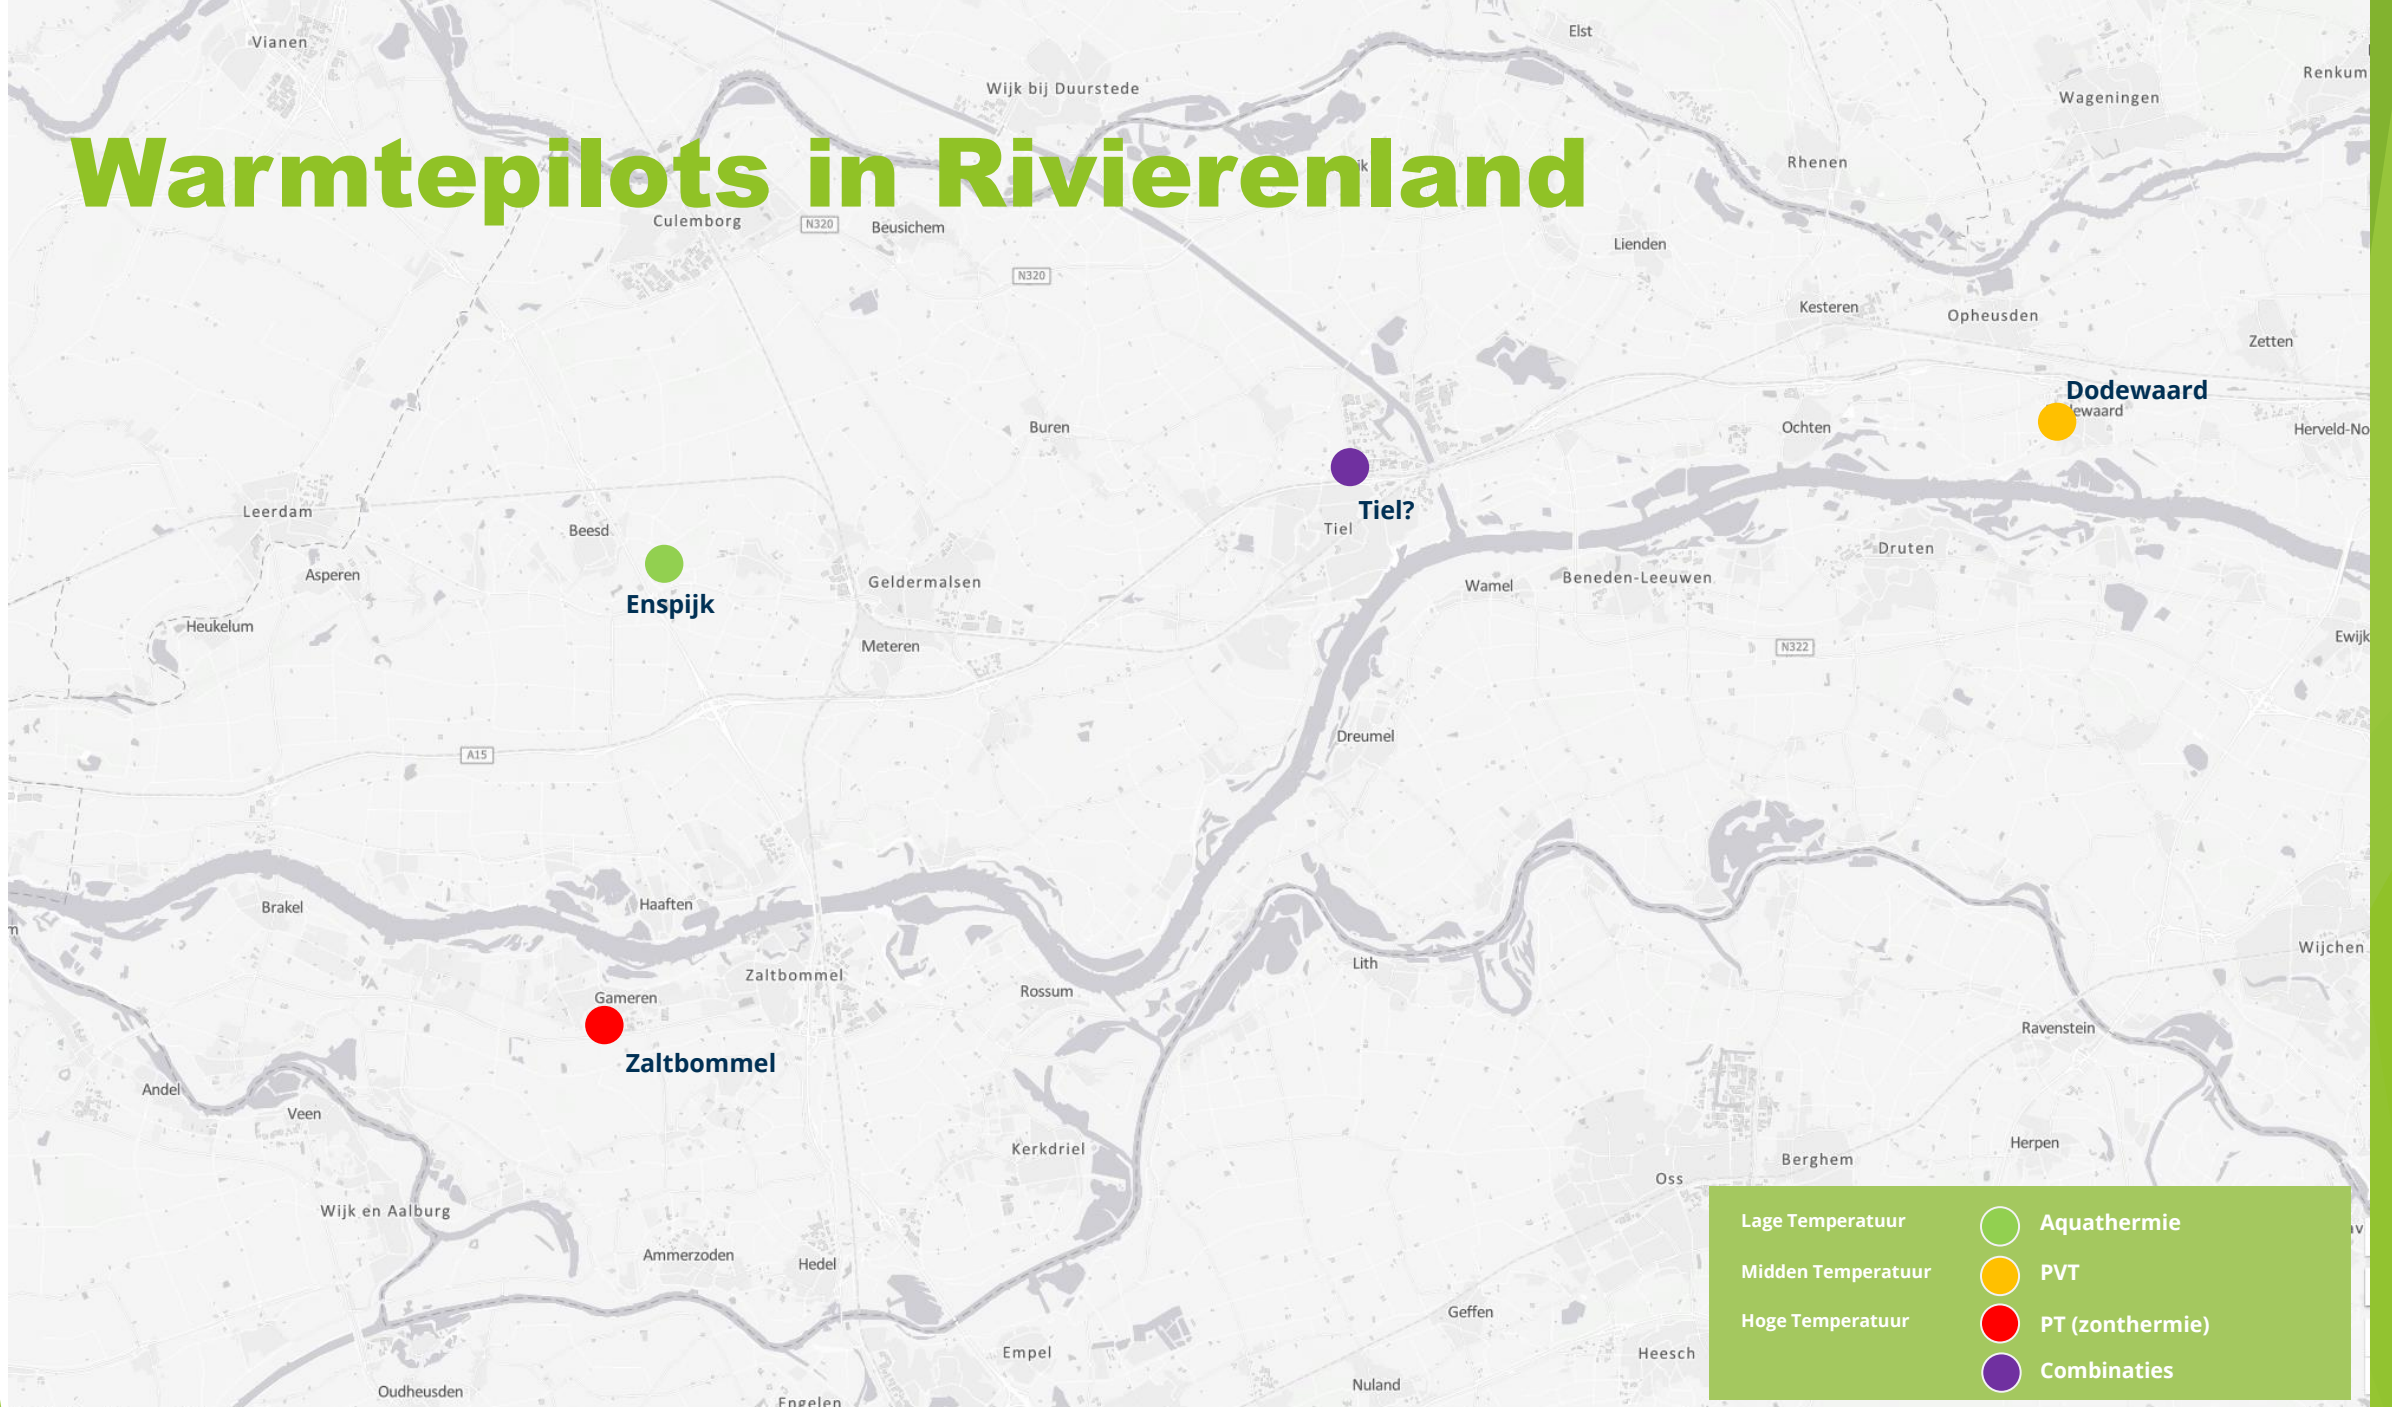 Vianen
Elst
Renkum
Wijk bij Duurstede
Wageningen
Warmtepilots in Rivierenland
Rhenen
Culemborg
N320
Beusichem
Lienden
N320
Kesteren
Opheusden
Zetten
Dodewaard
ewaard
Buren
Ochten
Herveld-No
Leerdam
Tiel?
Beesd
Tiel
Druten
Asperen
Geldermalsen
Wamel
Beneden-Leeuwen
Enspijk
Heukelum
Meteren
N322
Ewijk
Dreumel
A15
Brakel
Haaften
Wijchen
Zaltbommel
Lith
Rossum
Gameren
Ravenstein
Zaltbommel
Andel
Veen
Herpen
Kerkdriel
Berghem
Oss
Wijk en Aalburg
Ammerzoden
Hedel
Geffen
Empel
Heesch
Nuland
Oudheusden
Engelen
Lage Temperatuur
Aquathermie
Midden Temperatuur
PVT
Hoge Temperatuur
PT (zonthermie)
Combinaties